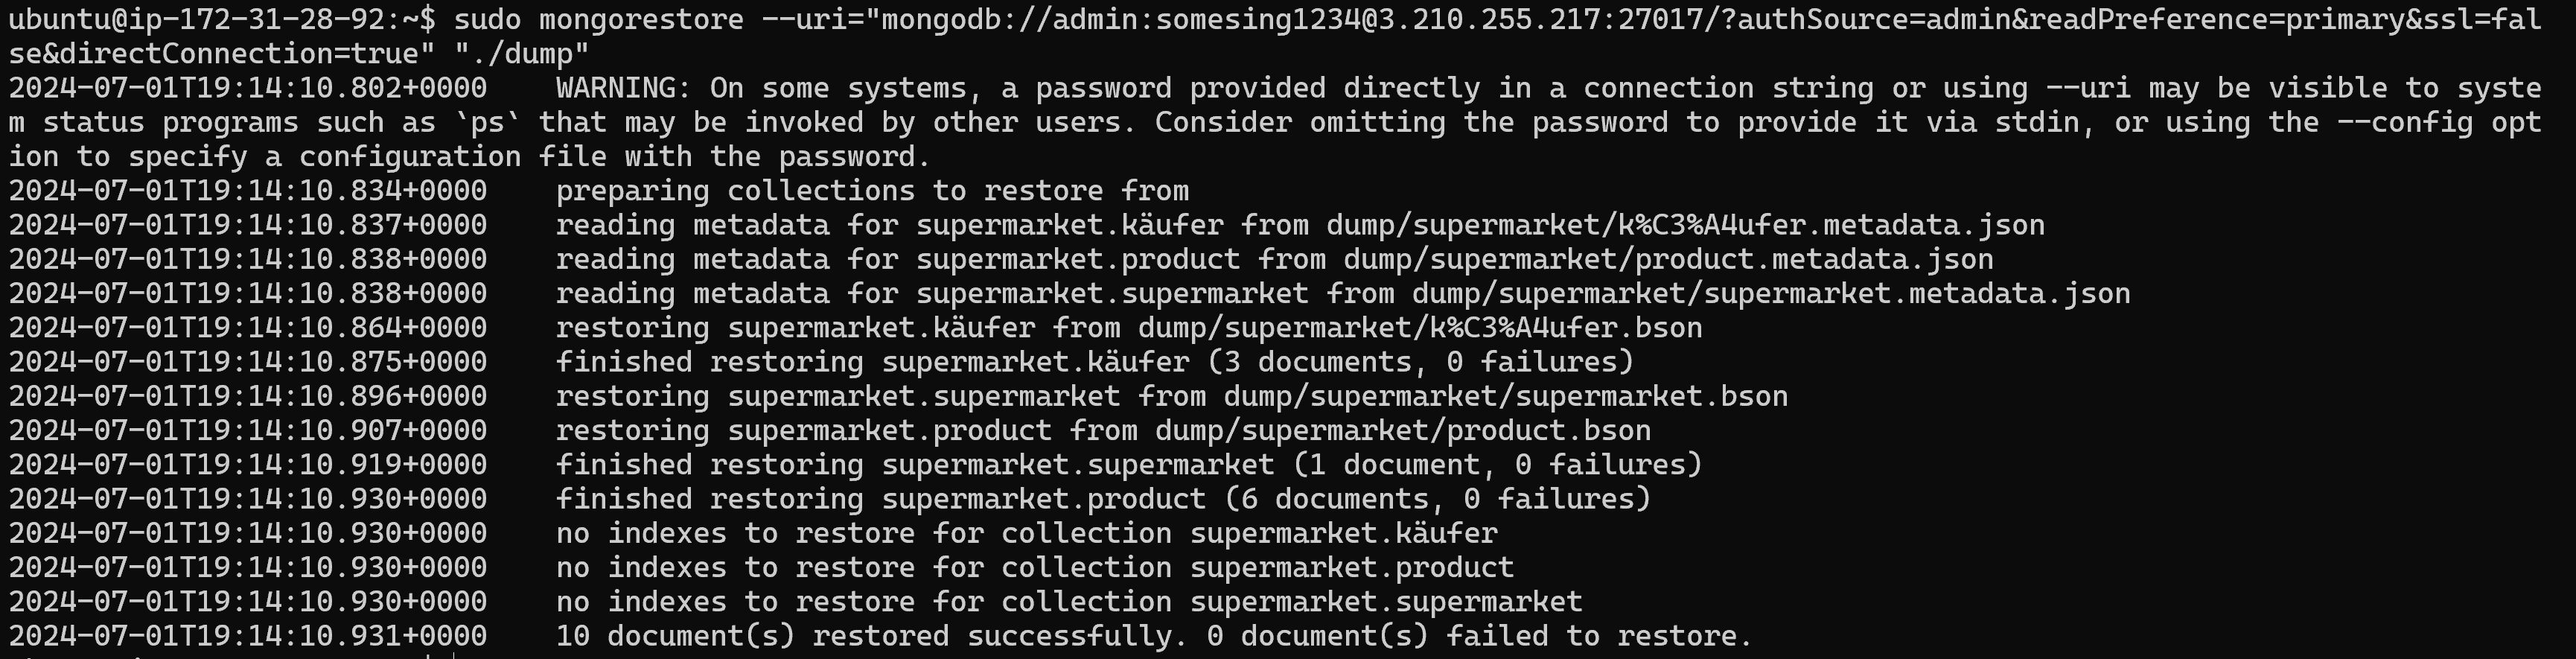 ubuntu@ip-172-31-28-92:~$ sudo mongorestore --uri="mongodb://admin:somesing1234@3.210.255.217:27017/?authSource=admin&readPreference=primary&ssl=fal
se&directConnection=true" "./dump"
2024-07-01T19:14:10.802+0000    WARNING: On some systems, a password provided directly in a connection string or using --uri may be visible to syste
m status programs such as `ps` that may be invoked by other users. Consider omitting the password to provide it via stdin, or using the --config opt
ion to specify a configuration file with the password.
2024-07-01T19:14:10.834+0000    preparing collections to restore from
2024-07-01T19:14:10.837+0000    reading metadata for supermarket.käufer from dump/supermarket/k%C3%A4ufer.metadata.json
2024-07-01T19:14:10.838+0000    reading metadata for supermarket.product from dump/supermarket/product.metadata.json
2024-07-01T19:14:10.838+0000    reading metadata for supermarket.supermarket from dump/supermarket/supermarket.metadata.json
2024-07-01T19:14:10.864+0000    restoring supermarket.käufer from dump/supermarket/k%C3%A4ufer.bson
2024-07-01T19:14:10.875+0000    finished restoring supermarket.käufer (3 documents, 0 failures)
2024-07-01T19:14:10.896+0000    restoring supermarket.supermarket from dump/supermarket/supermarket.bson
2024-07-01T19:14:10.907+0000    restoring supermarket.product from dump/supermarket/product.bson
2024-07-01T19:14:10.919+0000    finished restoring supermarket.supermarket (1 document, 0 failures)
2024-07-01T19:14:10.930+0000    finished restoring supermarket.product (6 documents, 0 failures)
2024-07-01T19:14:10.930+0000    no indexes to restore for collection supermarket.käufer
2024-07-01T19:14:10.930+0000    no indexes to restore for collection supermarket.product
2024-07-01T19:14:10.930+0000    no indexes to restore for collection supermarket.supermarket
2024-07-01T19:14:10.931+0000    10 document(s) restored successfully. 0 document(s) failed to restore.